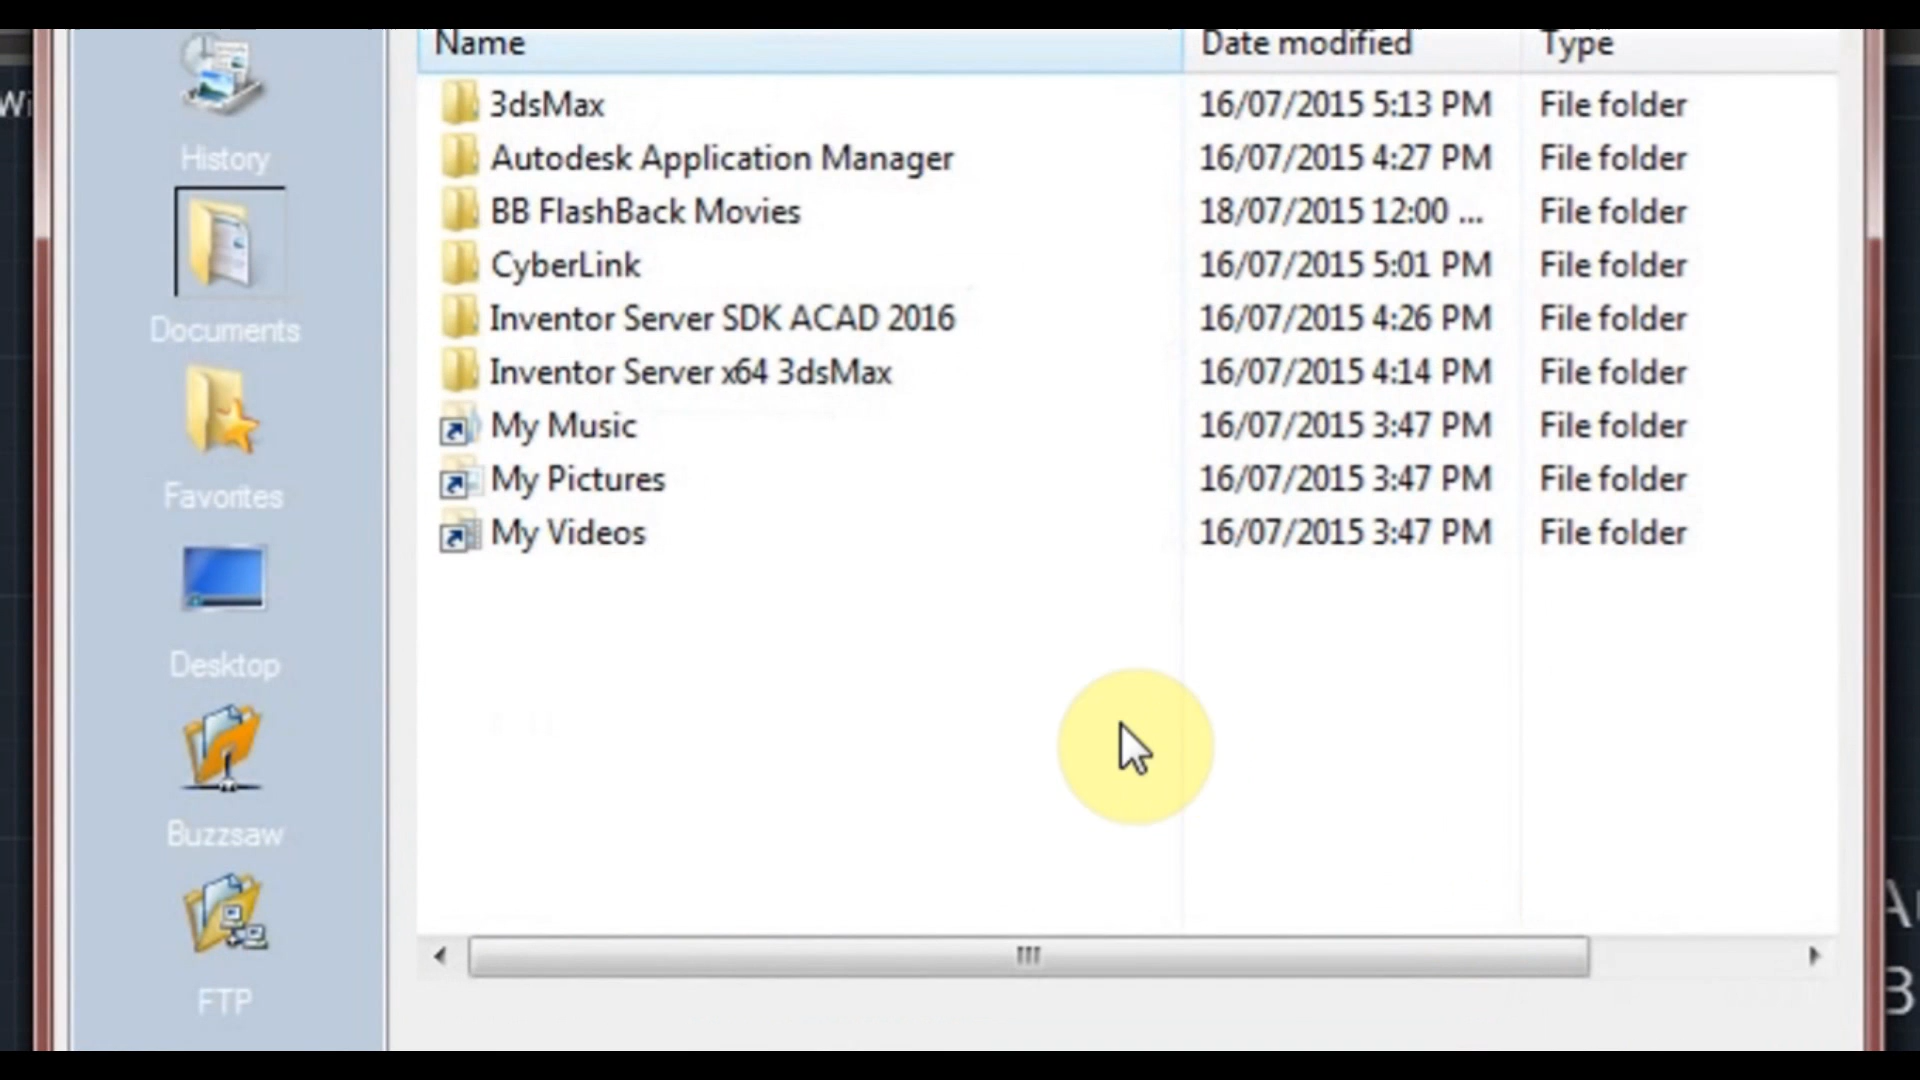 Name Date modified Type
Wi
History
Documents
Favorites
Desktop
Buzzsaw
FTP
3dsMax 16/07/2015 5:13 PM File folder
Autodesk Application Manager 16/07/2015 4:27 PM File folder
BB FlashBack Movies 18/07/2015 12:00 ... File folder
CyberLink 16/07/2015 5:01 PM File folder
Inventor Server SDK ACAD 2016 16/07/2015 4:26 PM File folder
Inventor Server x64 3dsMax 16/07/2015 4:14 PM File folder
My Music 16/07/2015 3:47 PM File folder
My Pictures 16/07/2015 3:47 PM File folder
My Videos 16/07/2015 3:47 PM File folder